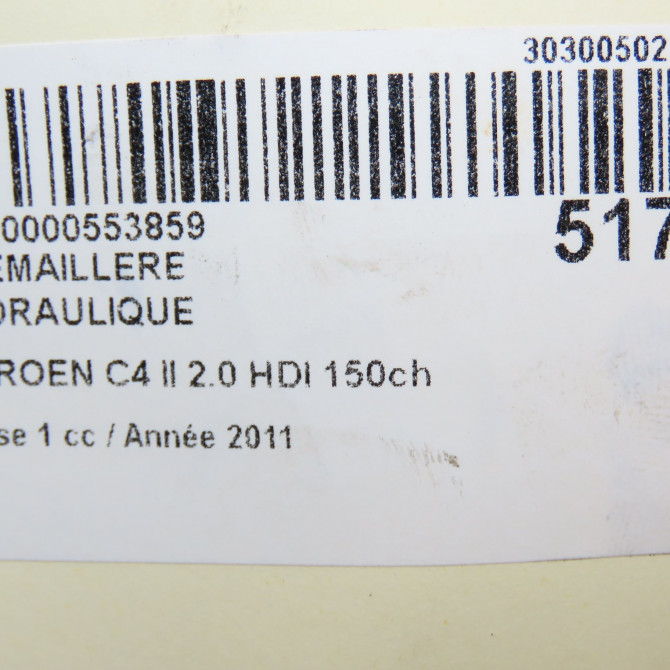 30300502
0000553859
517
EMAILLERE
DRAULIQUE
ROEN C4 II 2.0 HDI 150ch
se 1 cc / Année 2011